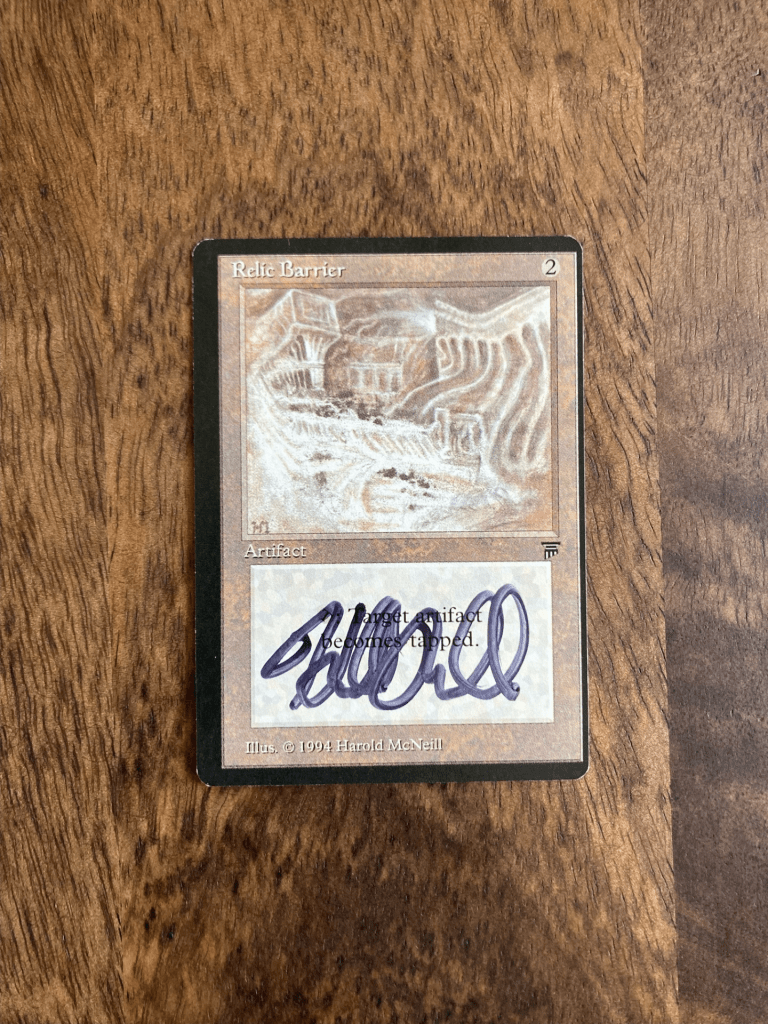 Relic Barrier 2
Artifact
: Target artifact
becomes tapped.
Illus. © 1994 Harold McNeill